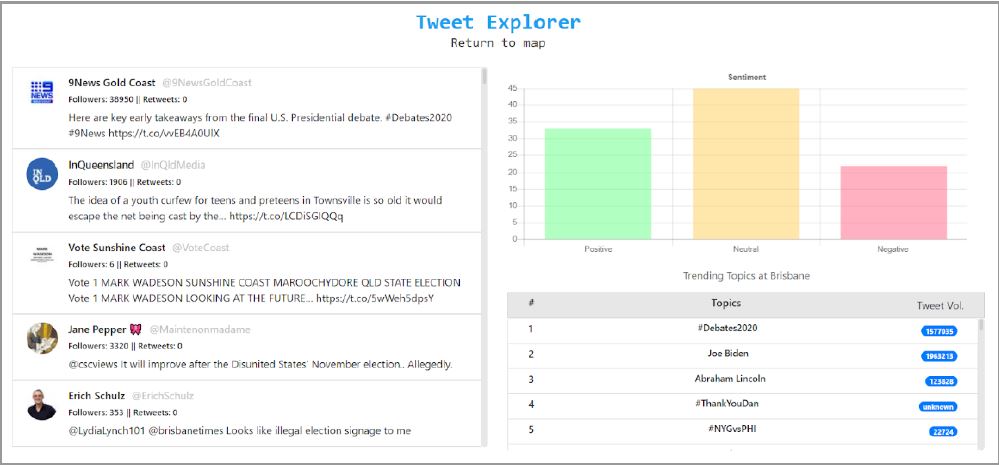 Tweet Explorer
Return to map
9 NEWS
9News Gold Coast @9NewsGoldCoast
Followers: 38950 || Retweets: 0
Here are key early takeaways from the final U.S. Presidential debate. #Debates2020
#9News https://t.co/vvEB4A0UlX
IN QLD
InQueensland @InQldMedia
Followers: 1906 || Retweets: 0
The idea of a youth curfew for teens and preteens in Townsville is so old it would
escape the net being cast by the... https://t.co/LCDiSGlQQq
Vote Sunshine Coast @VoteCoast
Followers: 6 || Retweets: 0
Vote 1 MARK WADESON SUNSHINE COAST MAROOCHYDORE QLD STATE ELECTION
Vote 1 MARK WADESON LOOKING AT THE FUTURE... https://t.co/5wWeh5dpsY
Jane Pepper @Maintenonmadame
Followers: 3320 || Retweets: 0
@cscviews It will improve after the Disunited States' November election.. Allegedly.
Erich Schulz @ErichSchulz
Followers: 353 || Retweets: 0
@LydiaLynch101 @brisbanetimes Looks like illegal election signage to me
Sentiment
45
40
35
30
25
20
15
10
5
0
Positive Neutral Negative
Trending Topics at Brisbane
# Topics Tweet Vol.
1 #Debates2020 1577035
2 Joe Biden 1963213
3 Abraham Lincoln 123828
4 #ThankYouDan unknown
5 #NYGvsPHI 22724